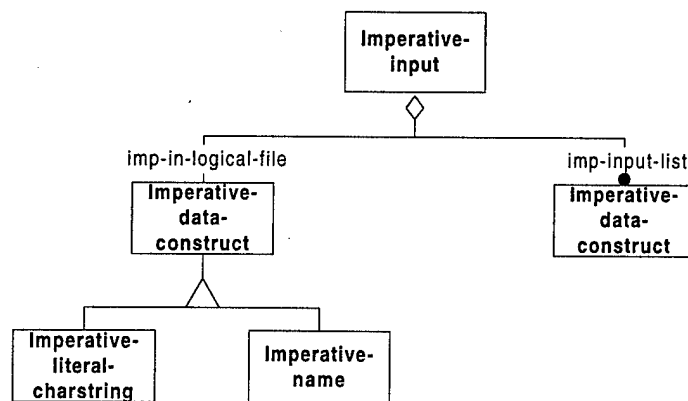 Imperative-
input
imp-in-logical-file
imp-input-list
Imperative-
data-
construct
Imperative-
data-
construct
Imperative-
literal-
charstring
Imperative-
name